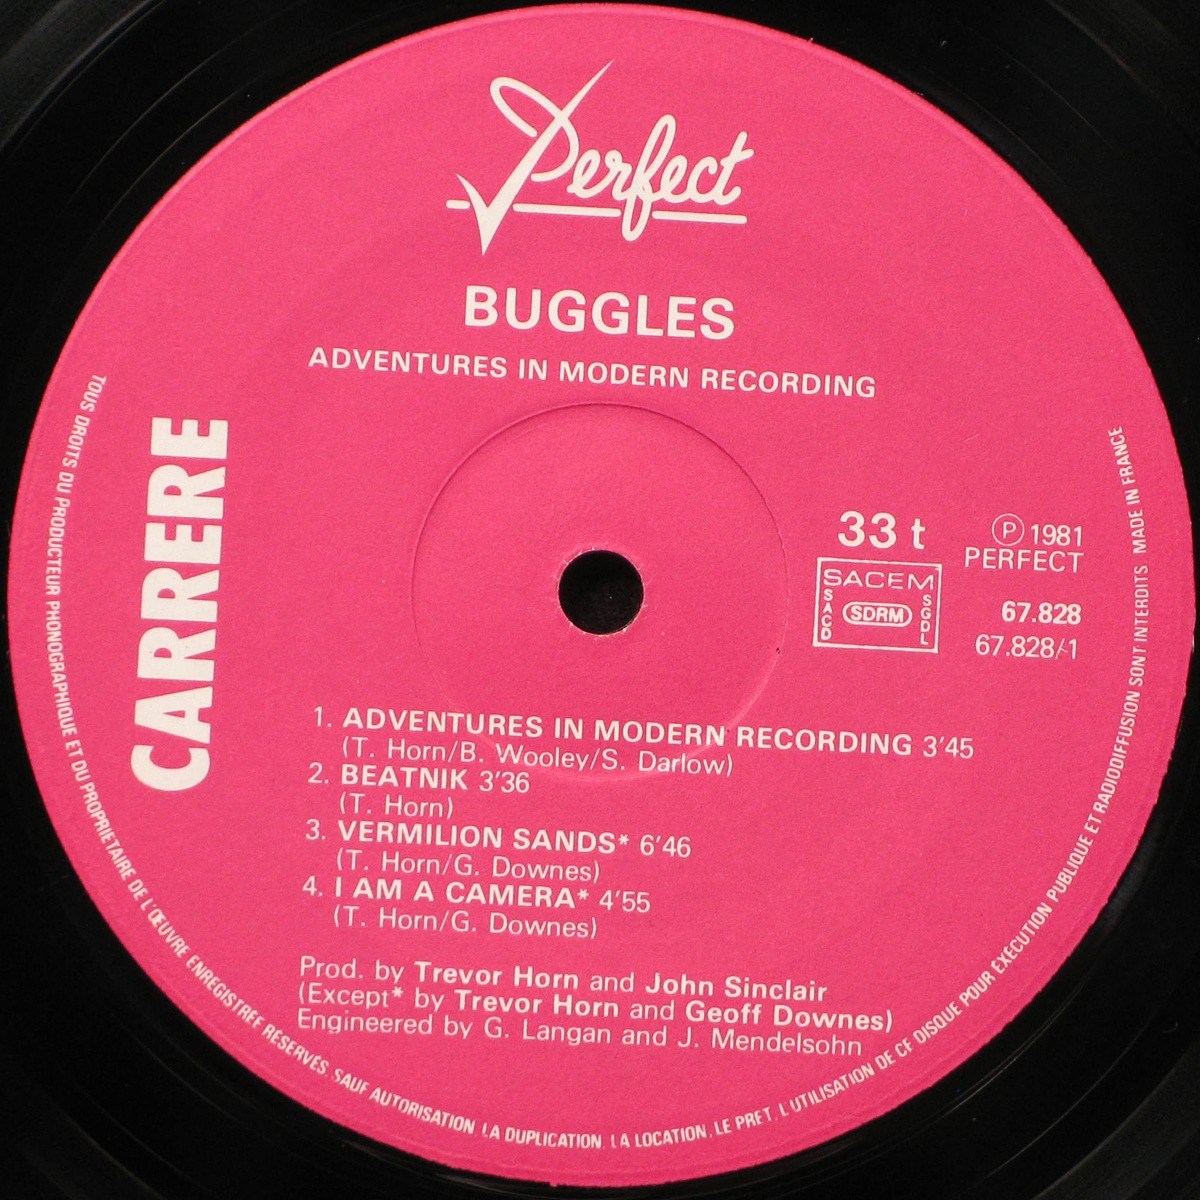 Perfect
BUGGLES
ADVENTURES IN MODERN RECORDING
CARRERE
33 t
Ⓟ 1981
PERFECT
SACEM
SACD
SDRM
SGDL
67.828
67.828/1
1. ADVENTURES IN MODERN RECORDING 3'45
(T. Horn/B. Wooley/S. Darlow)
2. BEATNIK 3'36
(T. Horn)
3. VERMILION SANDS* 6'46
(T. Horn/G. Downes)
4. I AM A CAMERA* 4'55
(T. Horn/G. Downes)
Prod. by Trevor Horn and John Sinclair
(Except* by Trevor Horn and Geoff Downes)
Engineered by G. Langan and J. Mendelsohn
TOUS DROITS DU PRODUCTEUR PHONOGRAPHIQUE ET DU PROPRIETAIRE DE L'ŒUVRE ENREGISTREE RESERVES. SAUF AUTORISATION, LA DUPLICATION, LA LOCATION, LE PRET, L'UTILISATION DE CE DISQUE POUR EXECUTION PUBLIQUE ET RADIODIFFUSION SONT INTERDITS MADE IN FRANCE